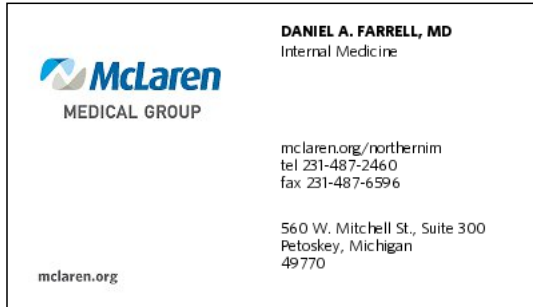 McLaren
MEDICAL GROUP
mclaren.org
DANIEL A. FARRELL, MD
Internal Medicine
mclaren.org/northernim
tel 231-487-2460
fax 231-487-6596
560 W. Mitchell St., Suite 300
Petoskey, Michigan
49770